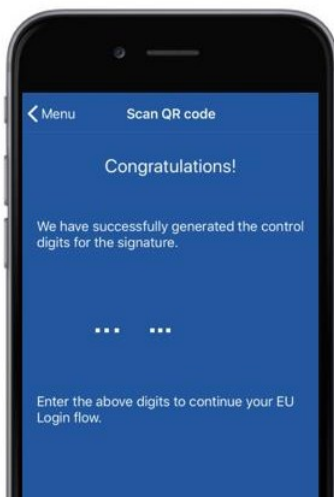 Menu
Scan QR code
Congratulations!
We have successfully generated the control
digits for the signature.
... ...
Enter the above digits to continue your EU
Login flow.